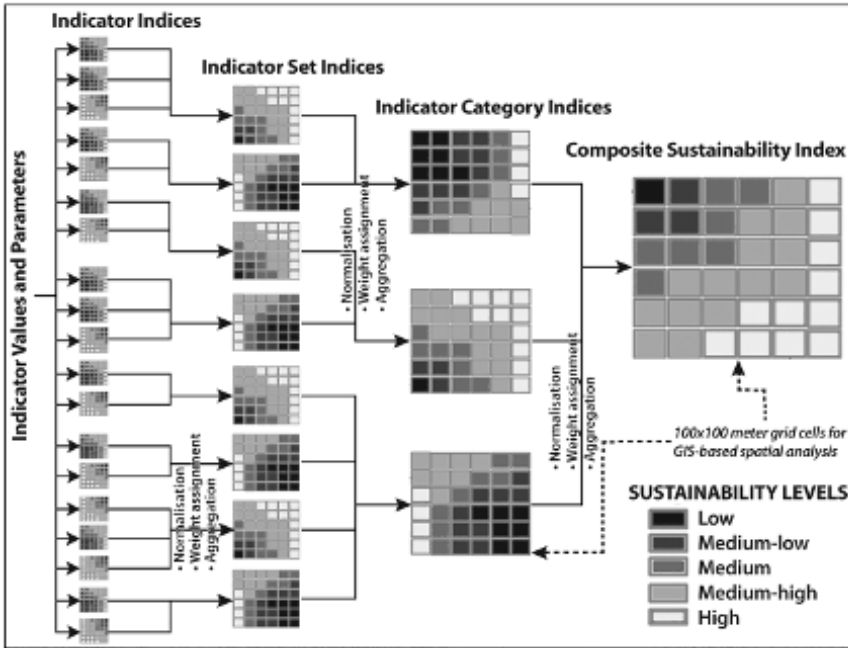 Indicator Indices
Indicator Set Indices
Indicator Category Indices
Composite Sustainability Index
Indicator Values and Parameters
• Normalisation
• Weight assignment
• Aggregation
• Normalisation
• Weight assignment
• Aggregation
• Normalisation
• Weight assignment
• Aggregation
100x100 meter grid cells for
GIS-based spatial analysis
SUSTAINABILITY LEVELS
Low
Medium-low
Medium
Medium-high
High